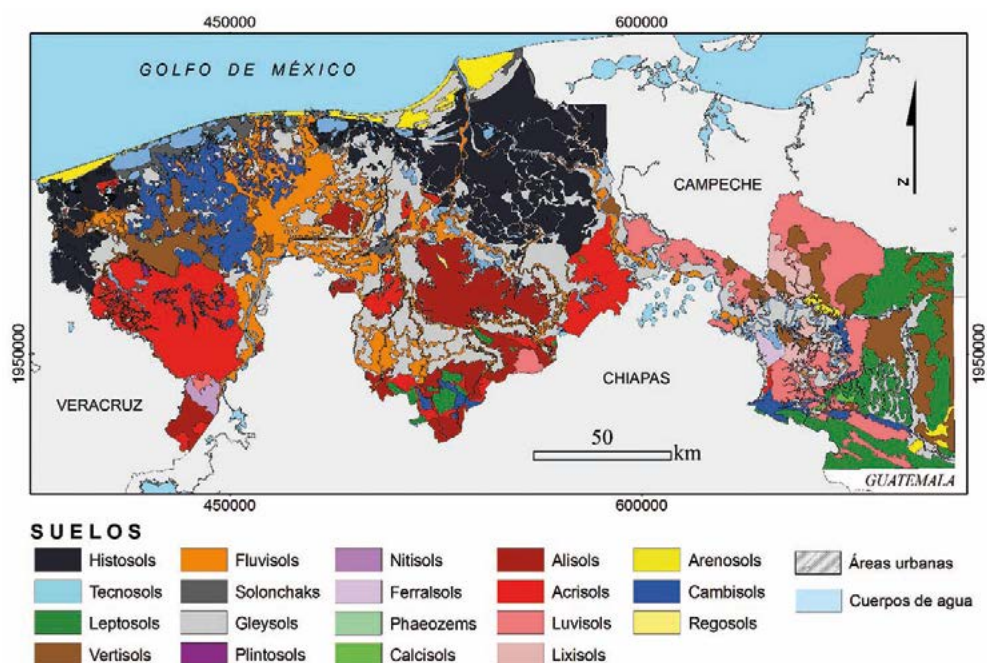 450000 600000
GOLFO DE MÉXICO
N
CAMPECHE
1950000 1950000
VERACRUZ
CHIAPAS
50
km
GUATEMALA
450000 600000
SUELOS
Histosols Fluvisols Nitisols Alisols Arenosols Áreas urbanas
Tecnosols Solonchaks Ferralsols Acrisols Cambisols Cuerpos de agua
Leptosols Gleysols Phaeozems Luvisols Regosols
Vertisols Plintosols Calcisols Lixisols